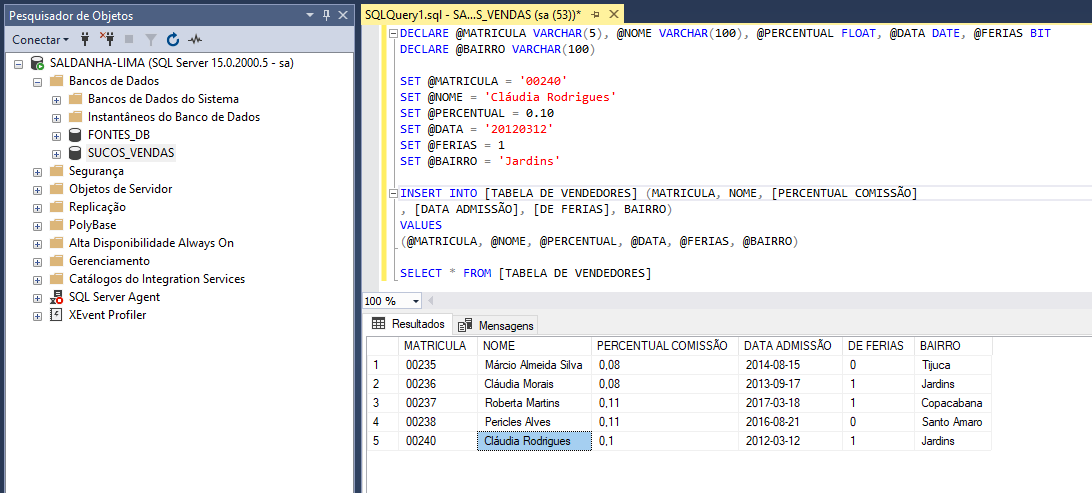 Pesquisador de Objetos
Conectar
SALDANHA-LIMA (SQL Server 15.0.2000.5 - sa)
Bancos de Dados
Bancos de Dados do Sistema
Instantâneos do Banco de Dados
FONTES_DB
SUCOS_VENDAS
Segurança
Objetos de Servidor
Replicação
PolyBase
Alta Disponibilidade Always On
Gerenciamento
Catálogos do Integration Services
SQL Server Agent
XEvent Profiler
SQLQuery1.sql - SA...S_VENDAS (sa (53))*
DECLARE @MATRICULA VARCHAR(5), @NOME VARCHAR(100), @PERCENTUAL FLOAT, @DATA DATE, @FERIAS BIT
DECLARE @BAIRRO VARCHAR(100)
SET @MATRICULA = '00240'
SET @NOME = 'Cláudia Rodrigues'
SET @PERCENTUAL = 0.10
SET @DATA = '20120312'
SET @FERIAS = 1
SET @BAIRRO = 'Jardins'
INSERT INTO [TABELA DE VENDEDORES] (MATRICULA, NOME, [PERCENTUAL COMISSÃO]
, [DATA ADMISSÃO], [DE FERIAS], BAIRRO)
VALUES
(@MATRICULA, @NOME, @PERCENTUAL, @DATA, @FERIAS, @BAIRRO)
SELECT * FROM [TABELA DE VENDEDORES]
100 %
Resultados Mensagens
MATRICULA NOME PERCENTUAL COMISSÃO DATA ADMISSÃO DE FERIAS BAIRRO
1 00235 Márcio Almeida Silva 0,08 2014-08-15 0 Tijuca
2 00236 Cláudia Morais 0,08 2013-09-17 1 Jardins
3 00237 Roberta Martins 0,11 2017-03-18 1 Copacabana
4 00238 Pericles Alves 0,11 2016-08-21 0 Santo Amaro
5 00240 Cláudia Rodrigues 0,1 2012-03-12 1 Jardins